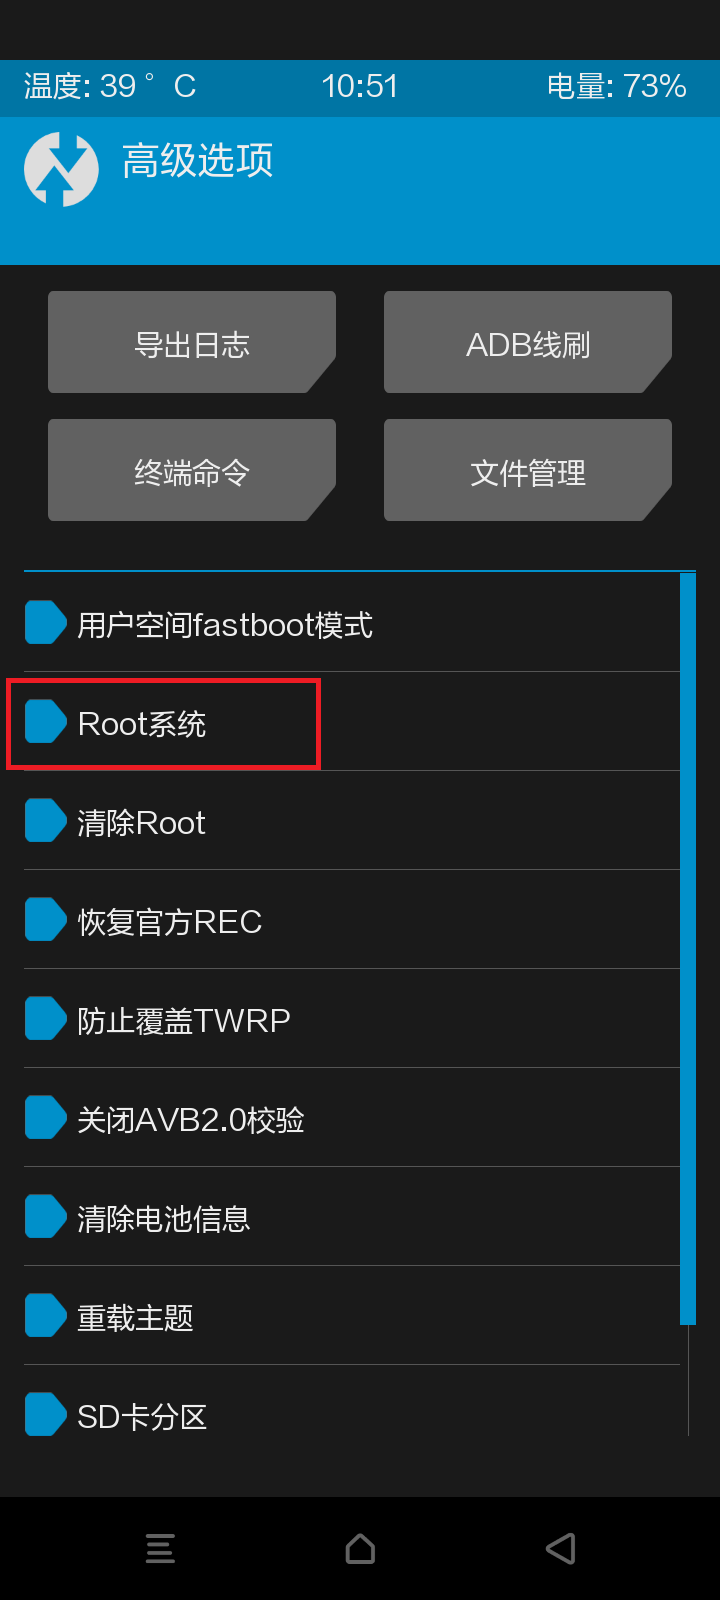 温度: 39 ° C 10:51 电量: 73%
高级选项
导出日志 ADB线刷
终端命令 文件管理
用户空间fastboot模式
Root系统
清除Root
恢复官方REC
防止覆盖TWRP
关闭AVB2.0校验
清除电池信息
重载主题
SD卡分区